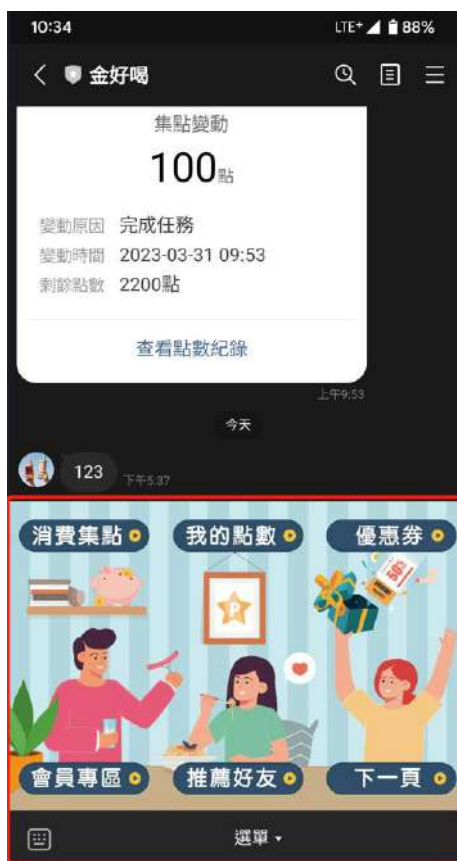 10:34 LTE+ 88%
金好喝
集點變動
100點
變動原因 完成任務
變動時間 2023-03-31 09:53
剩餘點數 2200點
查看點數紀錄
上午9:53
今天
123 下午5:37
消費集點 我的點數 優惠券
P
50%
會員專區 推薦好友 下一頁
選單